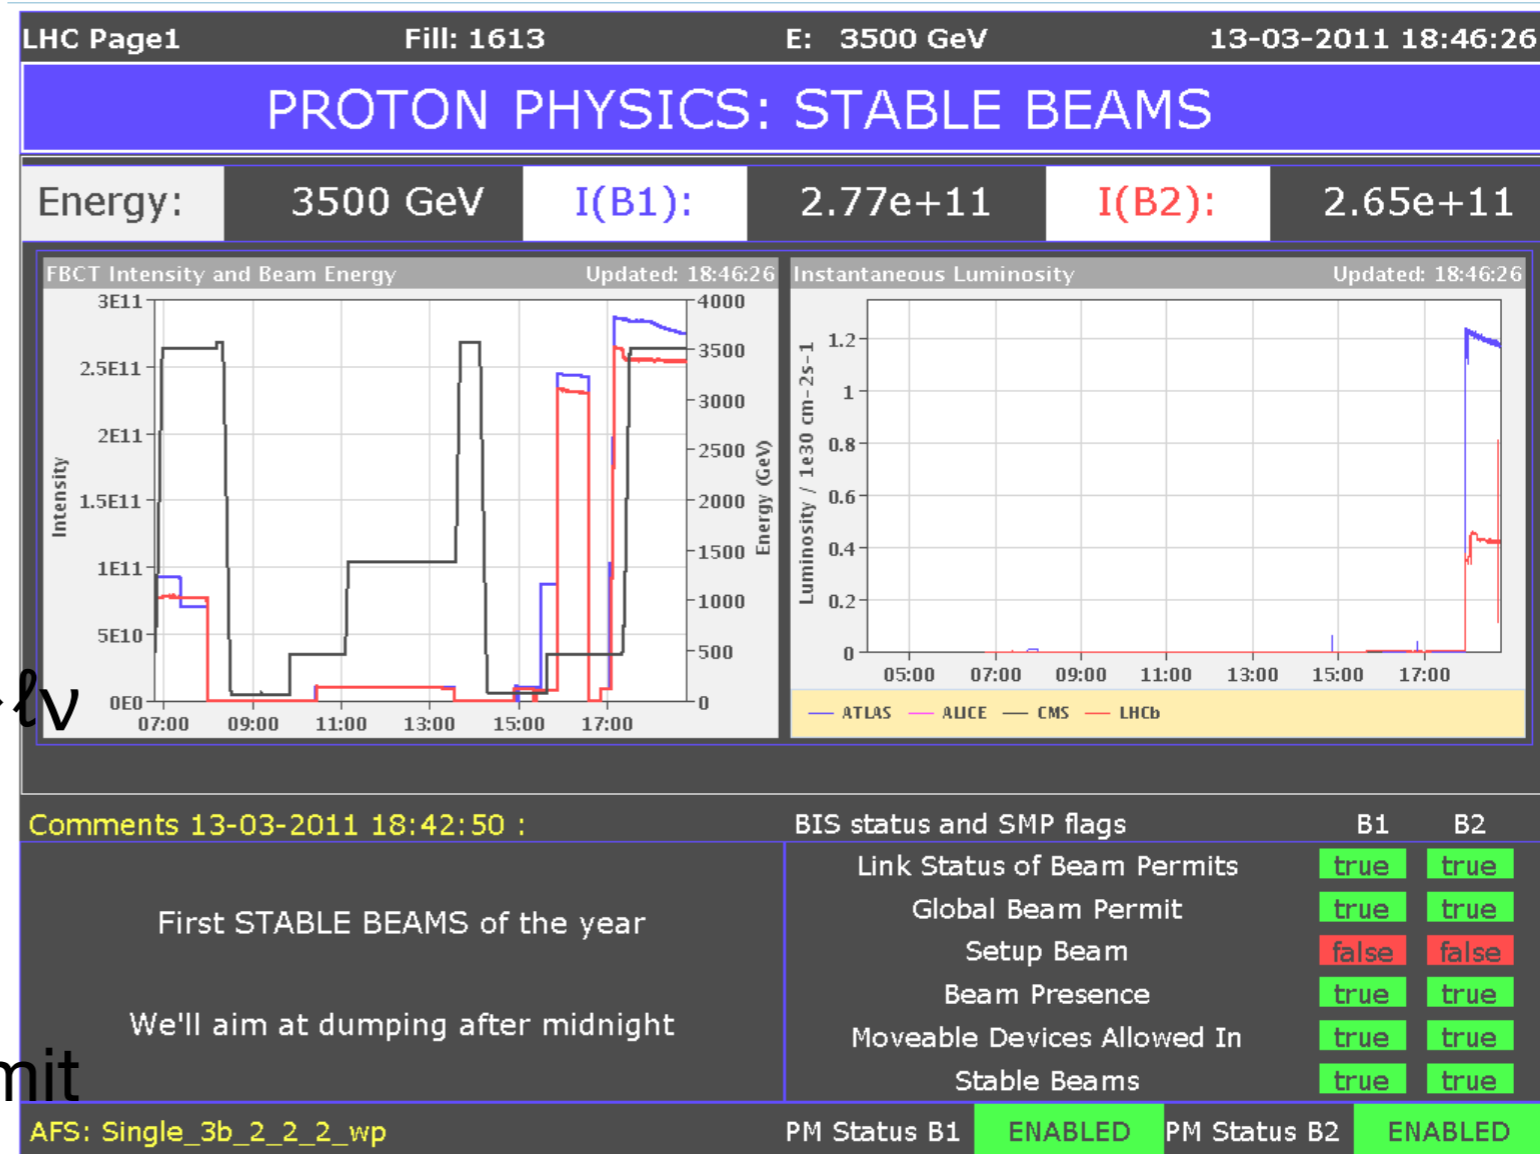 LHC Page1 Fill: 1613 E: 3500 GeV 13-03-2011 18:46:26
PROTON PHYSICS: STABLE BEAMS
Energy: 3500 GeV I(B1): 2.77e+11 I(B2): 2.65e+11
FBCT Intensity and Beam Energy Updated: 18:46:26
3E11
2.5E11
2E11
1.5E11
1E11
5E10
0E0
Intensity
4000
3500
3000
2500
2000
1500
1000
500
0
Energy (GeV)
07:00 09:00 11:00 13:00 15:00 17:00
Instantaneous Luminosity Updated: 18:46:26
1.2
1
0.8
0.6
0.4
0.2
0
Luminosity / 1e30 cm-2s-1
05:00 07:00 09:00 11:00 13:00 15:00 17:00
ATLAS ALICE CMS LHCb
ℓν
Comments 13-03-2011 18:42:50 :
First STABLE BEAMS of the year
We'll aim at dumping after midnight
mit
BIS status and SMP flags B1 B2
Link Status of Beam Permits true true
Global Beam Permit true true
Setup Beam false false
Beam Presence true true
Moveable Devices Allowed In true true
Stable Beams true true
AFS: Single_3b_2_2_2_wp PM Status B1 ENABLED PM Status B2 ENABLED